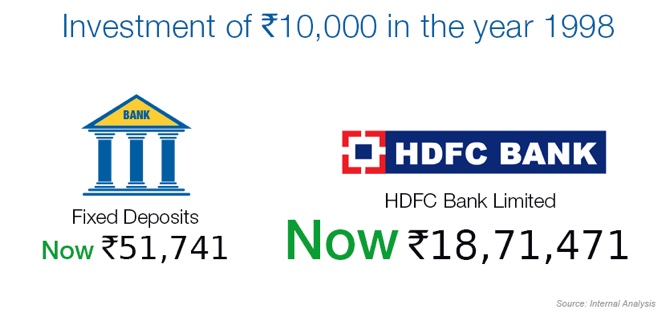 Investment of ₹10,000 in the year 1998
BANK
Fixed Deposits
Now ₹51,741
HDFC BANK
HDFC Bank Limited
Now ₹18,71,471
Source: Internal Analysis